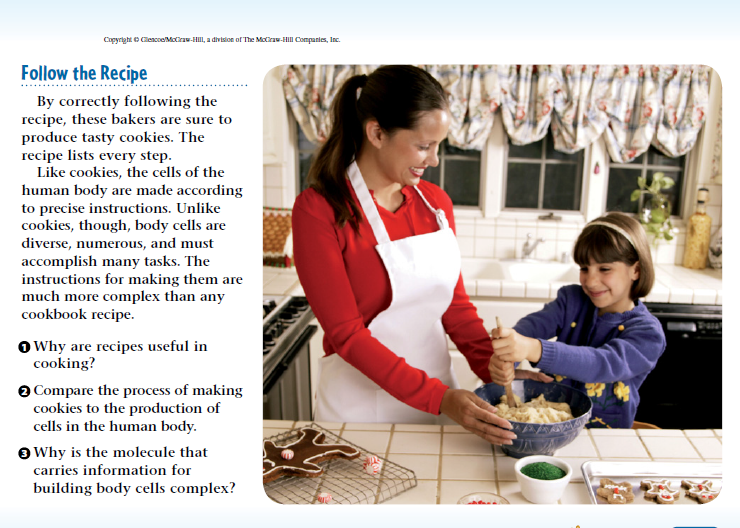 Copyright © Glencoe/McGraw-Hill, a division of The McGraw-Hill Companies, Inc.
Follow the Recipe
By correctly following the
recipe, these bakers are sure to
produce tasty cookies. The
recipe lists every step.
Like cookies, the cells of the
human body are made according
to precise instructions. Unlike
cookies, though, body cells are
diverse, numerous, and must
accomplish many tasks. The
instructions for making them are
much more complex than any
cookbook recipe.
1 Why are recipes useful in
cooking?
2 Compare the process of making
cookies to the production of
cells in the human body.
3 Why is the molecule that
carries information for
building body cells complex?